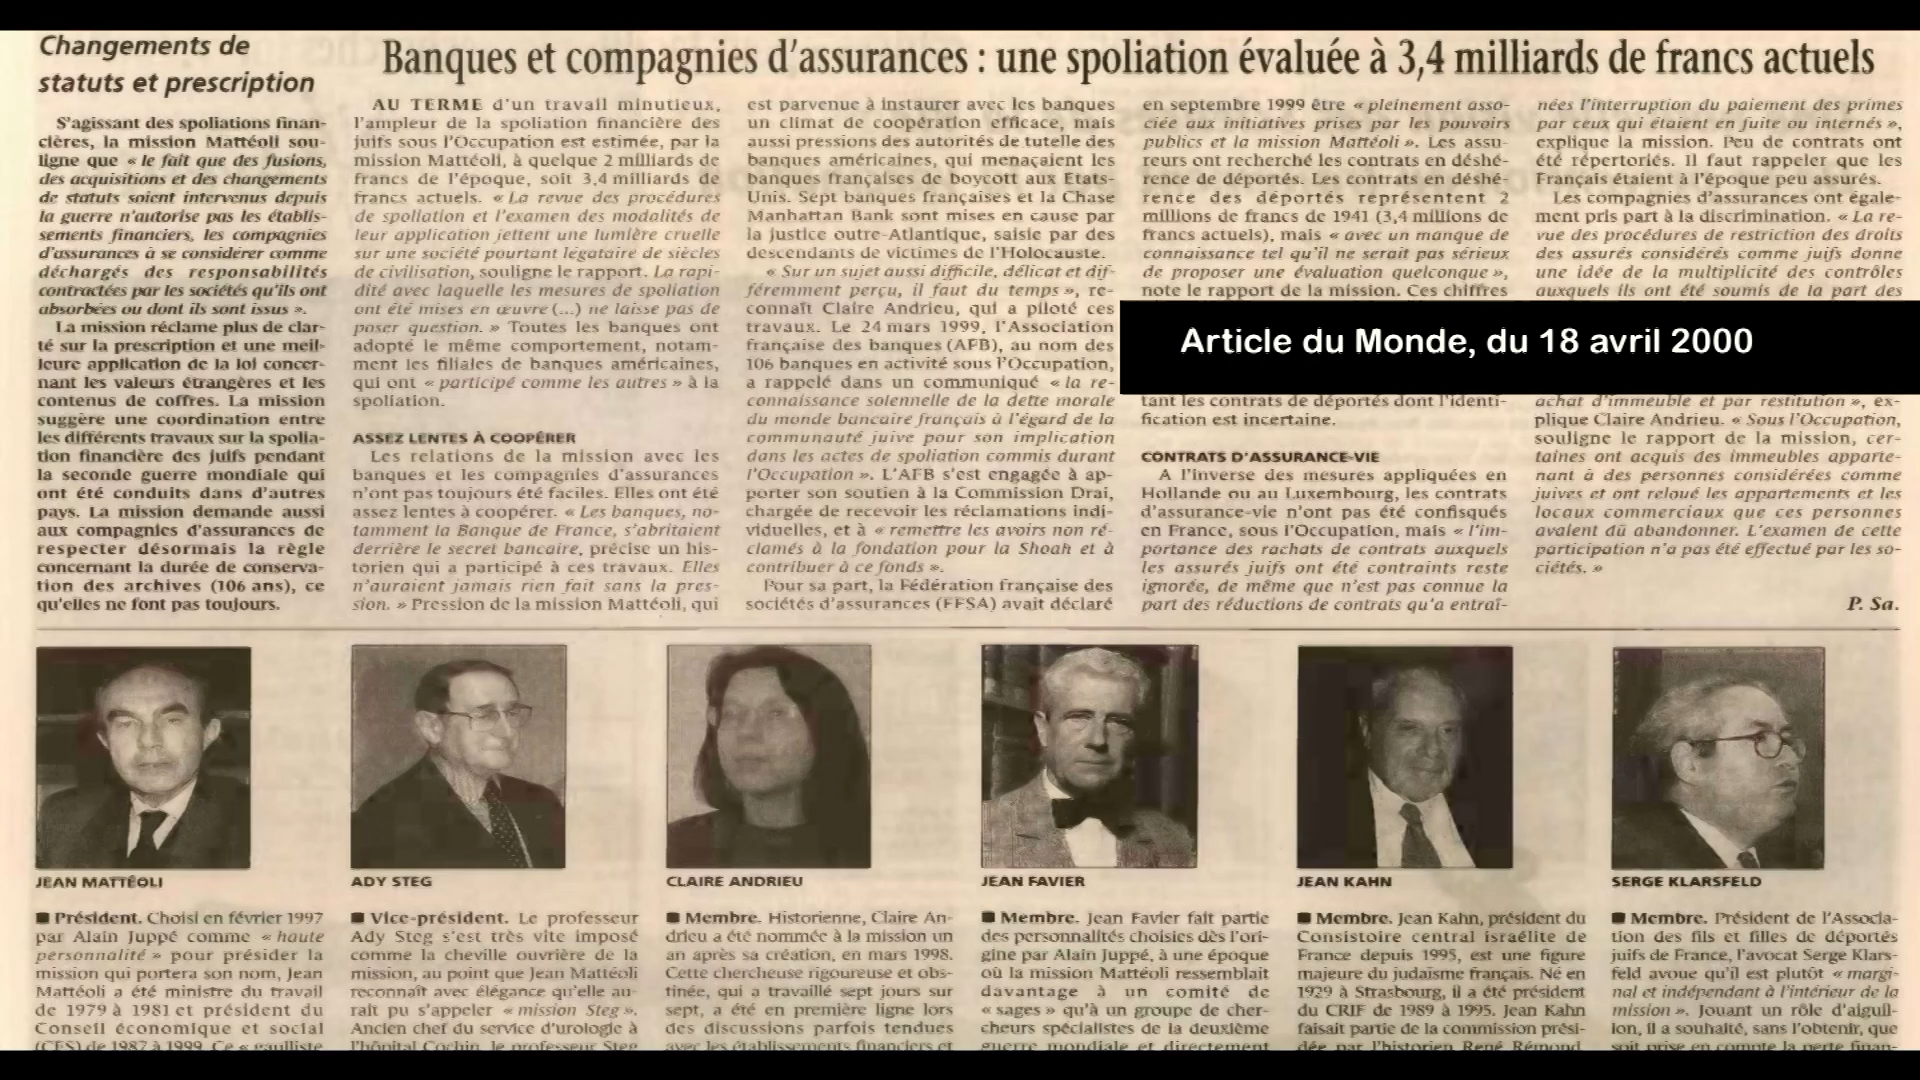 Changements de
statuts et prescription
S'agissant des spoliations finan-
cières, la mission Mattéoli sou-
ligne que « le fait que des fusions,
des acquisitions et des changements
de statuts soient intervenus depuis
la guerre n'autorise pas les établis-
sements financiers, les compagnies
d'assurances à se considérer comme
déchargés des responsabilités
contractées par les sociétés qu'ils ont
absorbées ou dont ils sont issus ».
La mission réclame plus de clar-
té sur la prescription et une meil-
leure application de la loi concer-
nant les valeurs étrangères et les
contenus de coffres. La mission
suggère une coordination entre
les différents travaux sur la spolia-
tion financière des juifs pendant
la seconde guerre mondiale qui
ont été conduits dans d'autres
pays. La mission demande aussi
aux compagnies d'assurances de
respecter désormais la règle
concernant la durée de conserva-
tion des archives (106 ans), ce
qu'elles ne font pas toujours.
Banques et compagnies d'assurances : une spoliation évaluée à 3,4 milliards de francs actuels
AU TERME d'un travail minutieux,
l'ampleur de la spoliation financière des
juifs sous l'Occupation est estimée, par la
mission Mattéoli, à quelque 2 milliards de
francs de l'époque, soit 3,4 milliards de
francs actuels. « La revue des procédures
de spoliation et l'examen des modalités de
leur application jettent une lumière cruelle
sur une société pourtant légataire de siècles
de civilisation, souligne le rapport. La rapi-
dité avec laquelle les mesures de spoliation
ont été mises en œuvre (...) ne laisse pas de
poser question. » Toutes les banques ont
adopté le même comportement, notam-
ment les filiales de banques américaines,
qui ont « participé comme les autres » à la
spoliation.
ASSEZ LENTES À COOPÉRER
Les relations de la mission avec les
banques et les compagnies d'assurances
n'ont pas toujours été faciles. Elles ont été
assez lentes à coopérer. « Les banques, no-
tamment la Banque de France, s'abritaient
derrière le secret bancaire, précise un his-
torien qui a participé à ces travaux. Elles
n'auraient jamais rien fait sans la pres-
sion. » Pression de la mission Mattéoli, qui
est parvenue à instaurer avec les banques
un climat de coopération efficace, mais
aussi pressions des autorités de tutelle des
banques américaines, qui menaçaient les
banques françaises de boycott aux Etats-
Unis. Sept banques françaises et la Chase
Manhattan Bank sont mises en cause par
la justice outre-Atlantique, saisie par des
descendants de victimes de l'Holocauste.
« Sur un sujet aussi difficile, délicat et dif-
féremment perçu, il faut du temps », re-
connaît Claire Andrieu, qui a piloté ces
travaux. Le 24 mars 1999, l'Association
française des banques (AFB), au nom des
106 banques en activité sous l'Occupation,
a rappelé dans un communiqué « la re-
connaissance solennelle de la dette morale
du monde bancaire français à l'égard de la
communauté juive pour son implication
dans les actes de spoliation commis durant
l'Occupation ». L'AFB s'est engagée à ap-
porter son soutien à la Commission Drai,
chargée de recevoir les réclamations indi-
viduelles, et à « remettre les avoirs non ré-
clamés à la fondation pour la Shoah et à
contribuer à ce fonds ».
Pour sa part, la Fédération française des
sociétés d'assurances (FFSA) avait déclaré
en septembre 1999 être « pleinement asso-
ciée aux initiatives prises par les pouvoirs
publics et la mission Mattéoli ». Les assu-
reurs ont recherché les contrats en déshé-
rence de déportés. Les contrats en déshé-
rence des déportés représentent 2
millions de francs de 1941 (3,4 millions de
francs actuels), mais « avec un manque de
connaissance tel qu'il ne serait pas sérieux
de proposer une évaluation quelconque »,
note le rapport de la mission. Ces chiffres
tant les contrats de déportés dont l'identi-
fication est incertaine.
CONTRATS D'ASSURANCE-VIE
A l'inverse des mesures appliquées en
Hollande ou au Luxembourg, les contrats
d'assurance-vie n'ont pas été confisqués
en France, sous l'Occupation, mais « l'im-
portance des rachats de contrats auxquels
les assurés juifs ont été contraints reste
ignorée, de même que n'est pas connue la
part des réductions de contrats qu'a entraî-
nées l'interruption du paiement des primes
par ceux qui étaient en fuite ou internés »,
explique la mission. Peu de contrats ont
été répertoriés. Il faut rappeler que les
Français étaient à l'époque peu assurés.
Les compagnies d'assurances ont égale-
ment pris part à la discrimination. « La re-
vue des procédures de restriction des droits
des assurés considérés comme juifs donne
une idée de la multiplicité des contrôles
auxquels ils ont été soumis de la part des
Article du Monde, du 18 avril 2000
achat d'immeuble et par restitution », ex-
plique Claire Andrieu. « Sous l'Occupation,
souligne le rapport de la mission, cer-
taines ont acquis des immeubles apparte-
nant à des personnes considérées comme
juives et ont reloué les appartements et les
locaux commerciaux que ces personnes
avaient dû abandonner. L'examen de cette
participation n'a pas été effectué par les so-
ciétés. »
P. Sa.
JEAN MATTÉOLI
■ Président. Choisi en février 1997
par Alain Juppé comme « haute
personnalité » pour présider la
mission qui portera son nom, Jean
Mattéoli a été ministre du travail
de 1979 à 1981 et président du
Conseil économique et social
(CES) de 1987 à 1999. Ce « gaulliste
ADY STEG
■ Vice-président. Le professeur
Ady Steg s'est très vite imposé
comme la cheville ouvrière de la
mission, au point que Jean Mattéoli
reconnaît avec élégance qu'elle au-
rait pu s'appeler « mission Steg ».
Ancien chef du service d'urologie à
l'hôpital Cochin, le professeur Steg
CLAIRE ANDRIEU
■ Membre. Historienne, Claire An-
drieu a été nommée à la mission un
an après sa création, en mars 1998.
Cette chercheuse rigoureuse et obs-
tinée, qui a travaillé sept jours sur
sept, a été en première ligne lors
des discussions parfois tendues
avec les établissements financiers et
JEAN FAVIER
■ Membre. Jean Favier fait partie
des personnalités choisies dès l'ori-
gine par Alain Juppé, à une époque
où la mission Mattéoli ressemblait
davantage à un comité de
« sages » qu'à un groupe de cher-
cheurs spécialistes de la deuxième
guerre mondiale et directement
JEAN KAHN
■ Membre. Jean Kahn, président du
Consistoire central israélite de
France depuis 1995, est une figure
majeure du judaïsme français. Né en
1929 à Strasbourg, il a été président
du CRIF de 1989 à 1995. Jean Kahn
faisait partie de la commission prési-
dée par l'historien René Rémond,
SERGE KLARSFELD
■ Membre. Président de l'Associa-
tion des fils et filles de déportés
juifs de France, l'avocat Serge Klars-
feld avoue qu'il est plutôt « margi-
nal et indépendant à l'intérieur de la
mission ». Jouant un rôle d'aiguil-
lon, il a souhaité, sans l'obtenir, que
soit prise en compte la perte finan-